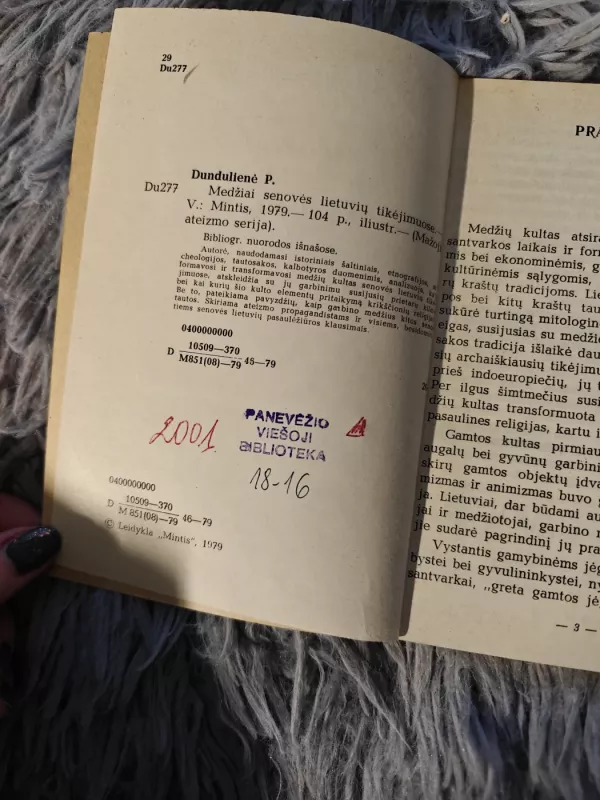 29
Du277
Dundulienė P.
Du277
Medžiai senovės lietuvių tikėjimuose.—
V.: Mintis, 1979.— 104 p., iliustr.— (Mažoji
ateizmo serija).
Bibliogr. nuorodos išnašose.
Autorė, naudodamasi istoriniais šaltiniais, etnografijos, ar-
cheologijos, tautosakos, kalbotyros duomenimis, analizuoja,
formavosi ir transformavosi medžių kultas senovės lietuvių tikė-
jimuose, atskleidžia su jų garbinimu susijusių prietarų
bei kai kurių šio kulto elementų pritaikymą krikščionių religijai.
Be to, pateikiama pavyzdžių, kaip garbino medžius kitos
tautos. Skiriama ateizmo propagandistams ir visiems,
tiems senovės lietuvių pasaulėžiūros klausimais.
0400000000
D 10509—370
M851(08)—79 45—79
2001
PANEVĖŽIO
VIEŠOJI
BIBLIOTEKA
18-16
0400000000
D 10509—370
M851(08)—79 46—79
© Leidykla „Mintis", 1979
PRA
Medžių kultas atsira
santvarkos laikais ir for
mis bei ekonominėmis, g
kultūrinėmis sąlygomis,
rų kraštų tradicijoms. Lie
pos bei kitų kraštų tau
sukūrė turtingą mitologin
eigas, susijusias su medži
sakos tradicija išlaikė dau
sių archaiškiausių tikėjimu
prieš indoeuropiečių, jų t
Per ilgus šimtmečius susi
džių kultas transformuota
pasaulines religijas, kartu i
Gamtos kultas pirmiau
augalų bei gyvūnų garbini
skirų gamtos objektų įdva
mizmas ir animizmas buvo g
ja. Lietuviai, dar būdami au
jai ir medžiotojai, garbino m
jie sudarė pagrindinį jų pra
Vystantis gamybinėms jėg
bystei bei gyvulininkystei, ny
santvarkai, „greta gamtos jė
— 3 —